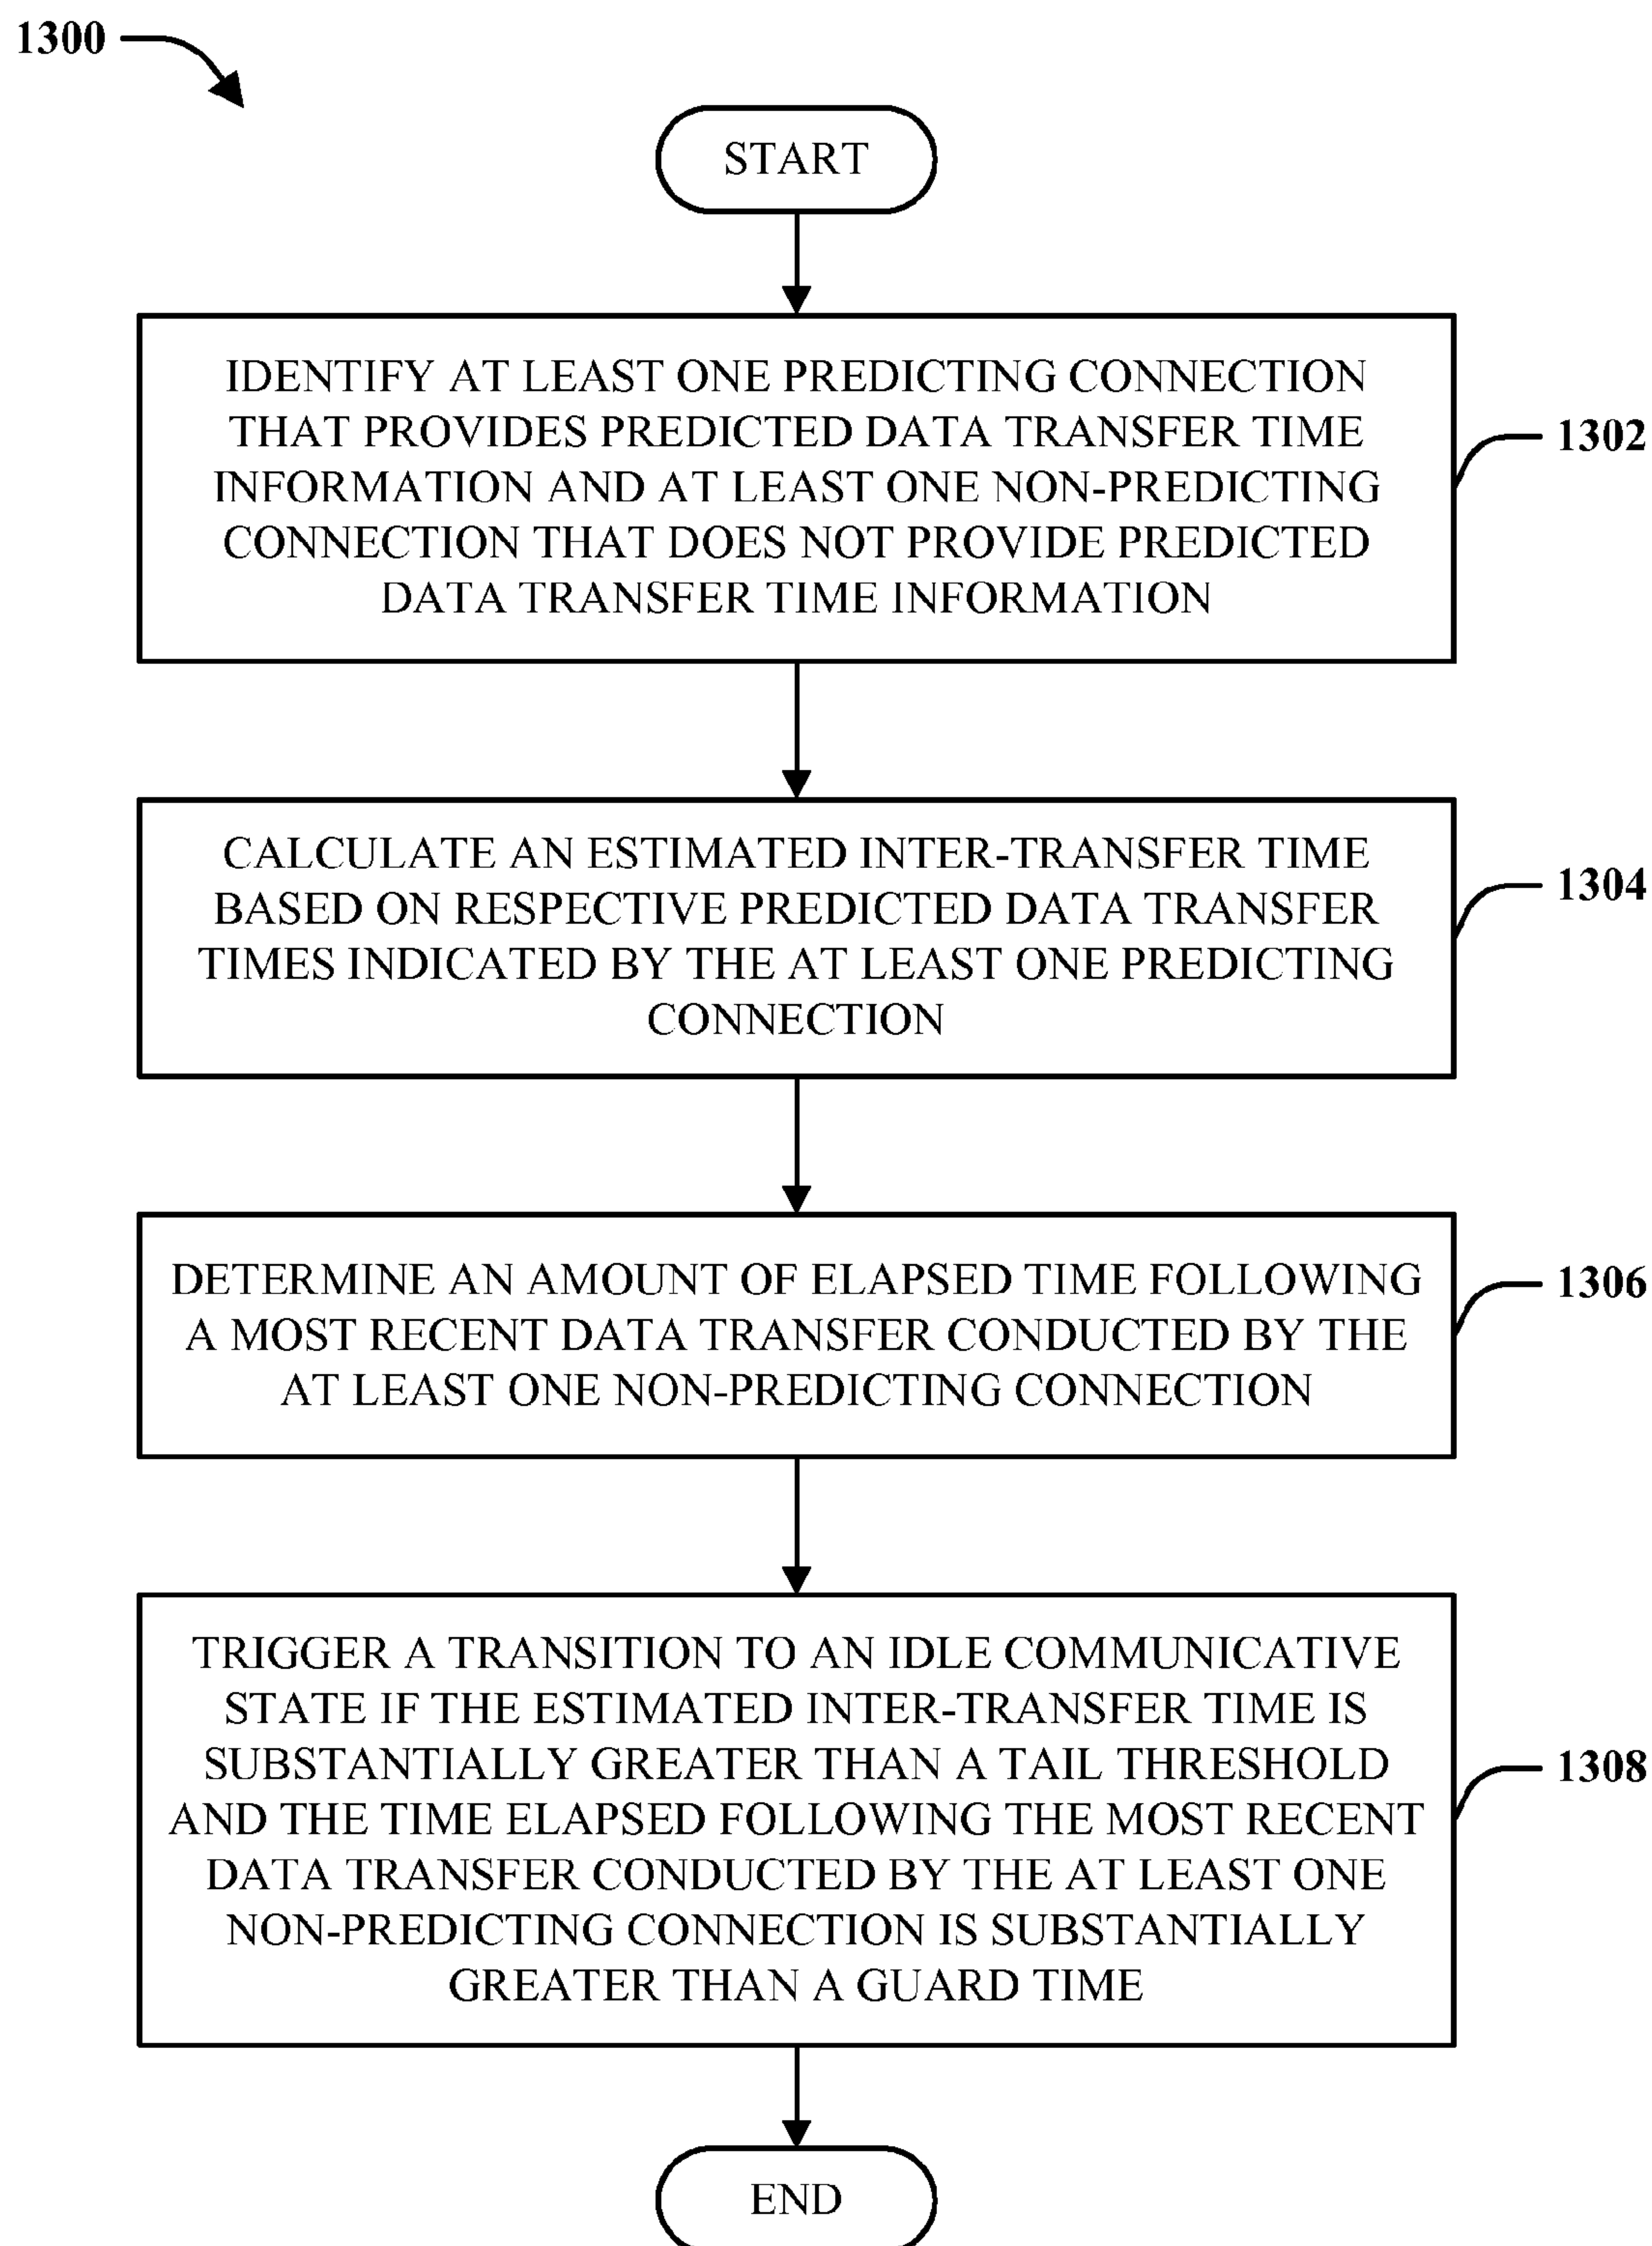 1300
START
IDENTIFY AT LEAST ONE PREDICTING CONNECTION
THAT PROVIDES PREDICTED DATA TRANSFER TIME
INFORMATION AND AT LEAST ONE NON-PREDICTING
CONNECTION THAT DOES NOT PROVIDE PREDICTED
DATA TRANSFER TIME INFORMATION
1302
CALCULATE AN ESTIMATED INTER-TRANSFER TIME
BASED ON RESPECTIVE PREDICTED DATA TRANSFER
TIMES INDICATED BY THE AT LEAST ONE PREDICTING
CONNECTION
1304
DETERMINE AN AMOUNT OF ELAPSED TIME FOLLOWING
A MOST RECENT DATA TRANSFER CONDUCTED BY THE
AT LEAST ONE NON-PREDICTING CONNECTION
1306
TRIGGER A TRANSITION TO AN IDLE COMMUNICATIVE
STATE IF THE ESTIMATED INTER-TRANSFER TIME IS
SUBSTANTIALLY GREATER THAN A TAIL THRESHOLD
AND THE TIME ELAPSED FOLLOWING THE MOST RECENT
DATA TRANSFER CONDUCTED BY THE AT LEAST ONE
NON-PREDICTING CONNECTION IS SUBSTANTIALLY
GREATER THAN A GUARD TIME
1308
END